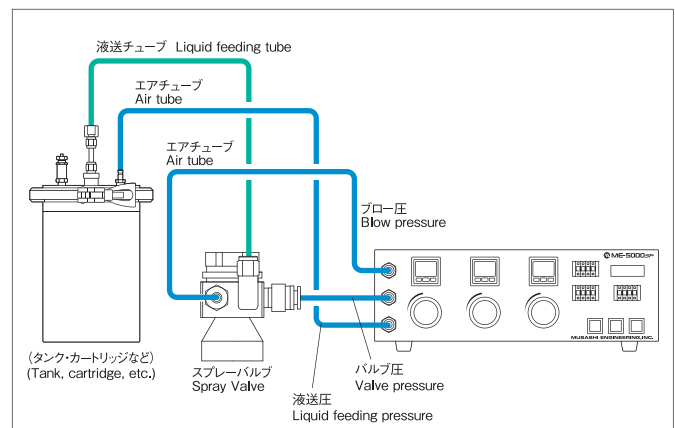 液送チューブ Liquid feeding tube
エアチューブ
Air tube
エアチューブ
Air tube
ブロー圧
Blow pressure
ME-5000SP
MUSASHI ENGINEERING,INC.
(タンク・カートリッジなど)
(Tank, cartridge, etc.)
スプレーバルブ
Spray Valve
バルブ圧
Valve pressure
液送圧
Liquid feeding pressure